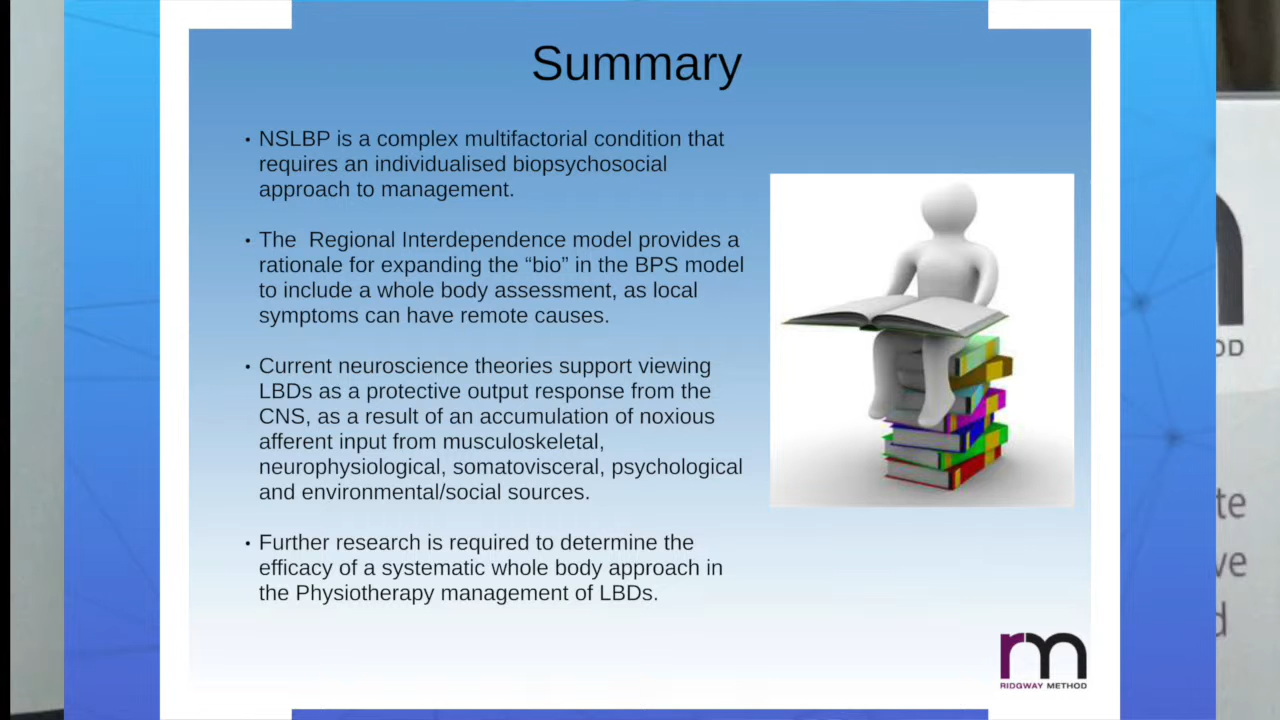 Summary
• NSLBP is a complex multifactorial condition that
requires an individualised biopsychosocial
approach to management.
• The  Regional Interdependence model provides a
rationale for expanding the “bio” in the BPS model
to include a whole body assessment, as local
symptoms can have remote causes.
• Current neuroscience theories support viewing
LBDs as a protective output response from the
CNS, as a result of an accumulation of noxious
afferent input from musculoskeletal,
neurophysiological, somatovisceral, psychological
and environmental/social sources.
• Further research is required to determine the
efficacy of a systematic whole body approach in
the Physiotherapy management of LBDs.
rm
RIDGWAY METHOD